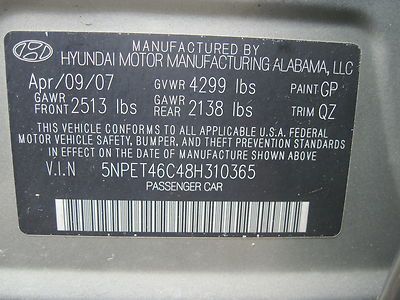 MANUFACTURED BY
HYUNDAI MOTOR MANUFACTURING ALABAMA, LLC
Apr/09/07 GVWR 4299 lbs PAINT GP
GAWR FRONT 2513 lbs GAWR REAR 2138 lbs TRIM QZ
THIS VEHICLE CONFORMS TO ALL APPLICABLE U.S.A. FEDERAL
MOTOR VEHICLE SAFETY, BUMPER, AND THEFT PREVENTION STANDARDS
IN EFFECT ON THE DATE OF MANUFACTURE SHOWN ABOVE.
V.I.N 5NPET46C48H310365
PASSENGER CAR